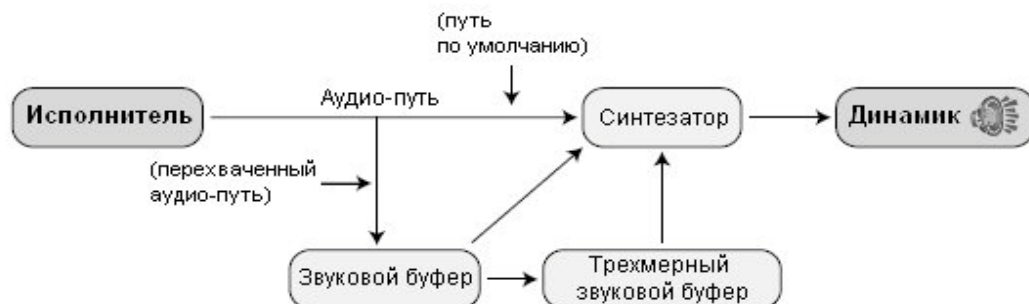 (путь
по умолчанию)
Исполнитель
Аудио-путь
Синтезатор
Динамик
(перехваченный
аудио-путь)
Звуковой буфер
Трехмерный
звуковой буфер